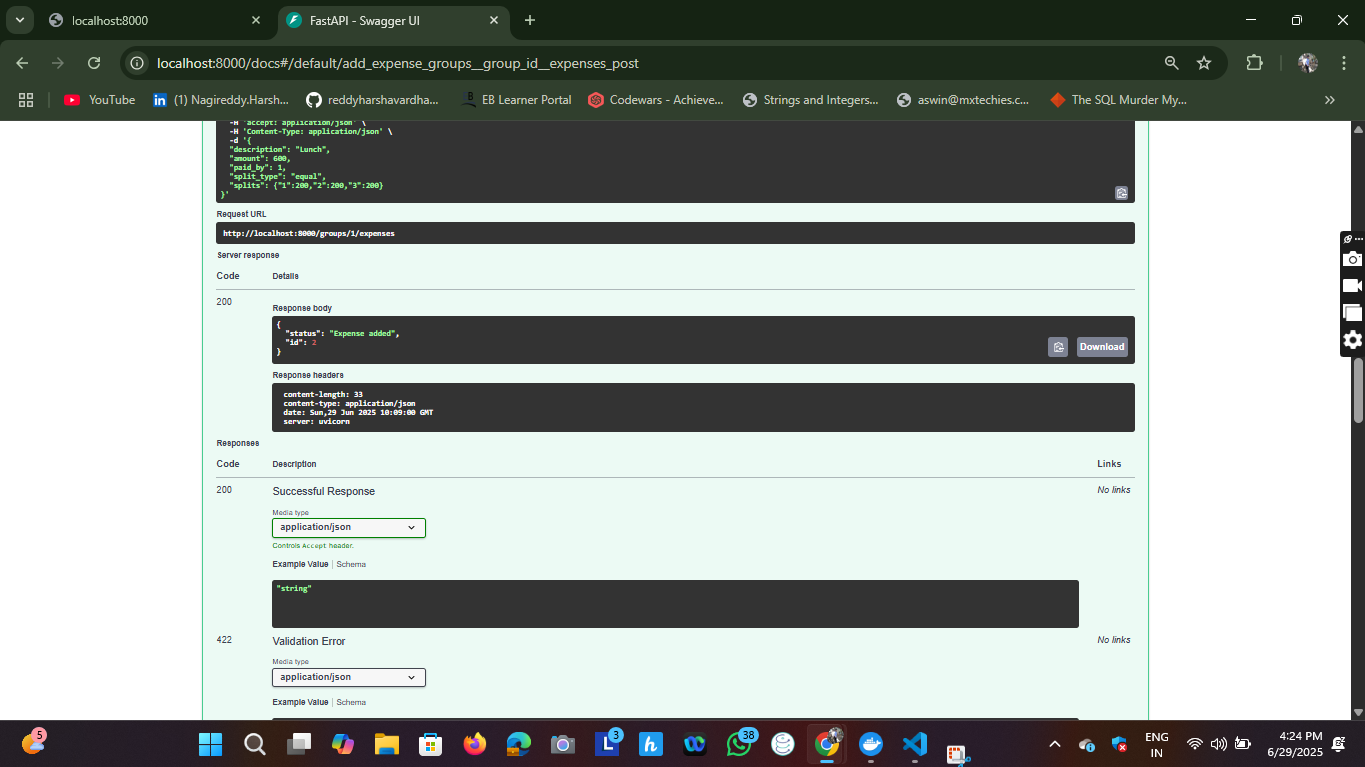 localhost:8000
FastAPI - Swagger UI
localhost:8000/docs#/default/add_expense_groups__group_id__expenses_post
YouTube
(1) Nagireddy.Harsh...
reddyharshavardha...
EB Learner Portal
Codewars - Achieve...
Strings and Integers...
aswin@mxtechies.c...
The SQL Murder My...
-H 'accept: application/json' \
-H 'Content-Type: application/json' \
-d '{
"description": "Lunch",
"amount": 600,
"paid_by": 1,
"split_type": "equal",
"splits": {"1":200,"2":200,"3":200}
}'
Request URL
http://localhost:8000/groups/1/expenses
Server response
Code Details
200
Response body
{
"status": "Expense added",
"id": 2
}
Download
Response headers
content-length: 33
content-type: application/json
date: Sun,29 Jun 2025 10:09:00 GMT
server: uvicorn
Responses
Code Description Links
200 Successful Response No links
Media type
application/json
Controls Accept header.
Example Value | Schema
"string"
422 Validation Error No links
Media type
application/json
Example Value | Schema
5
L 3
h
38
ENG
IN
4:24 PM
6/29/2025